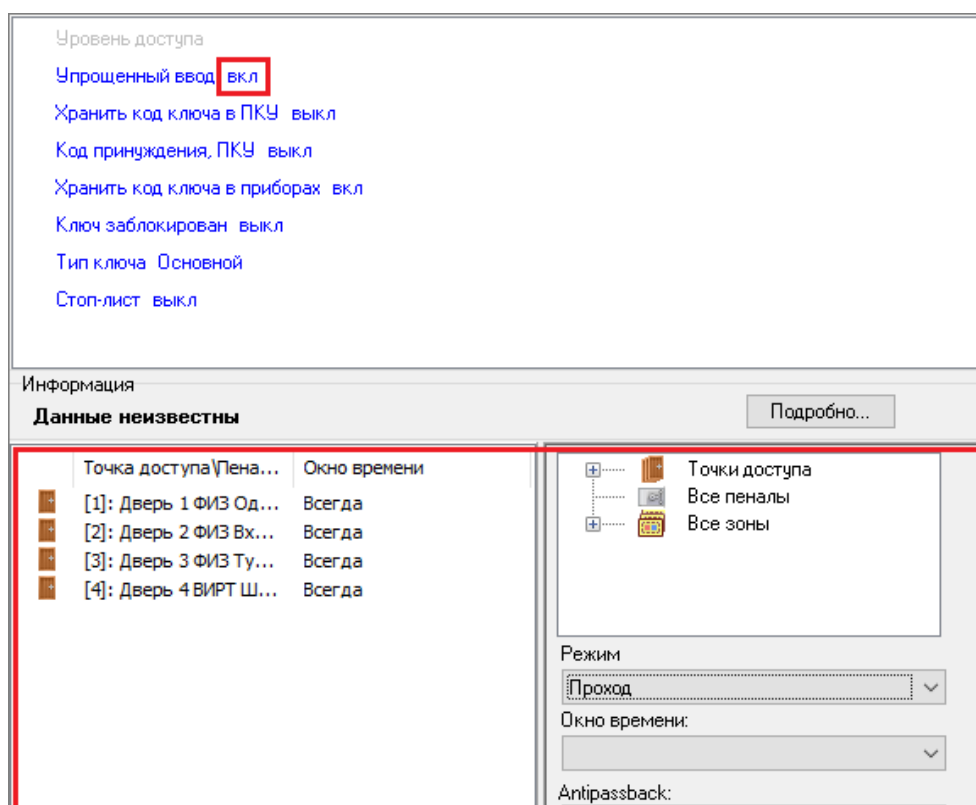 Уровень доступа
Упрощенный ввод вкл
Хранить код ключа в ПКУ выкл
Код принуждения, ПКУ выкл
Хранить код ключа в приборах вкл
Ключ заблокирован выкл
Тип ключа Основной
Стоп-лист выкл
Информация
Данные неизвестны
Подробно...
Точка доступа\Пена... Окно времени
[1]: Дверь 1 ФИЗ Од... Всегда
[2]: Дверь 2 ФИЗ Вх... Всегда
[3]: Дверь 3 ФИЗ Ту... Всегда
[4]: Дверь 4 ВИРТ Ш... Всегда
Точки доступа
Все пеналы
Все зоны
Режим
Проход
Окно времени:
Antipassback: